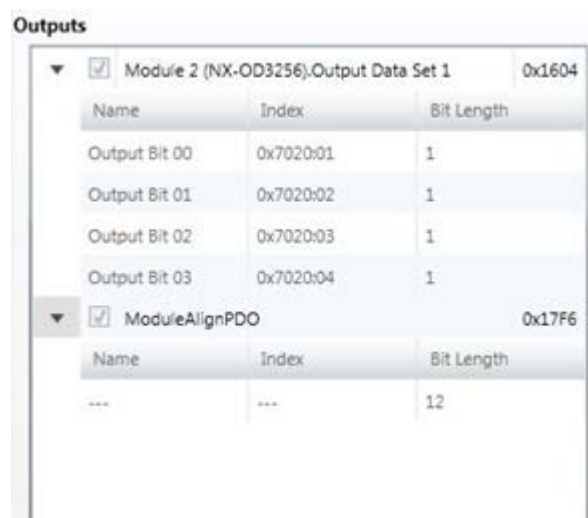 Outputs
Module 2 (NX-OD3256).Output Data Set 1 0x1604
Name Index Bit Length
Output Bit 00 0x7020:01 1
Output Bit 01 0x7020:02 1
Output Bit 02 0x7020:03 1
Output Bit 03 0x7020:04 1
ModuleAlignPDO 0x17F6
Name Index Bit Length
--- --- 12